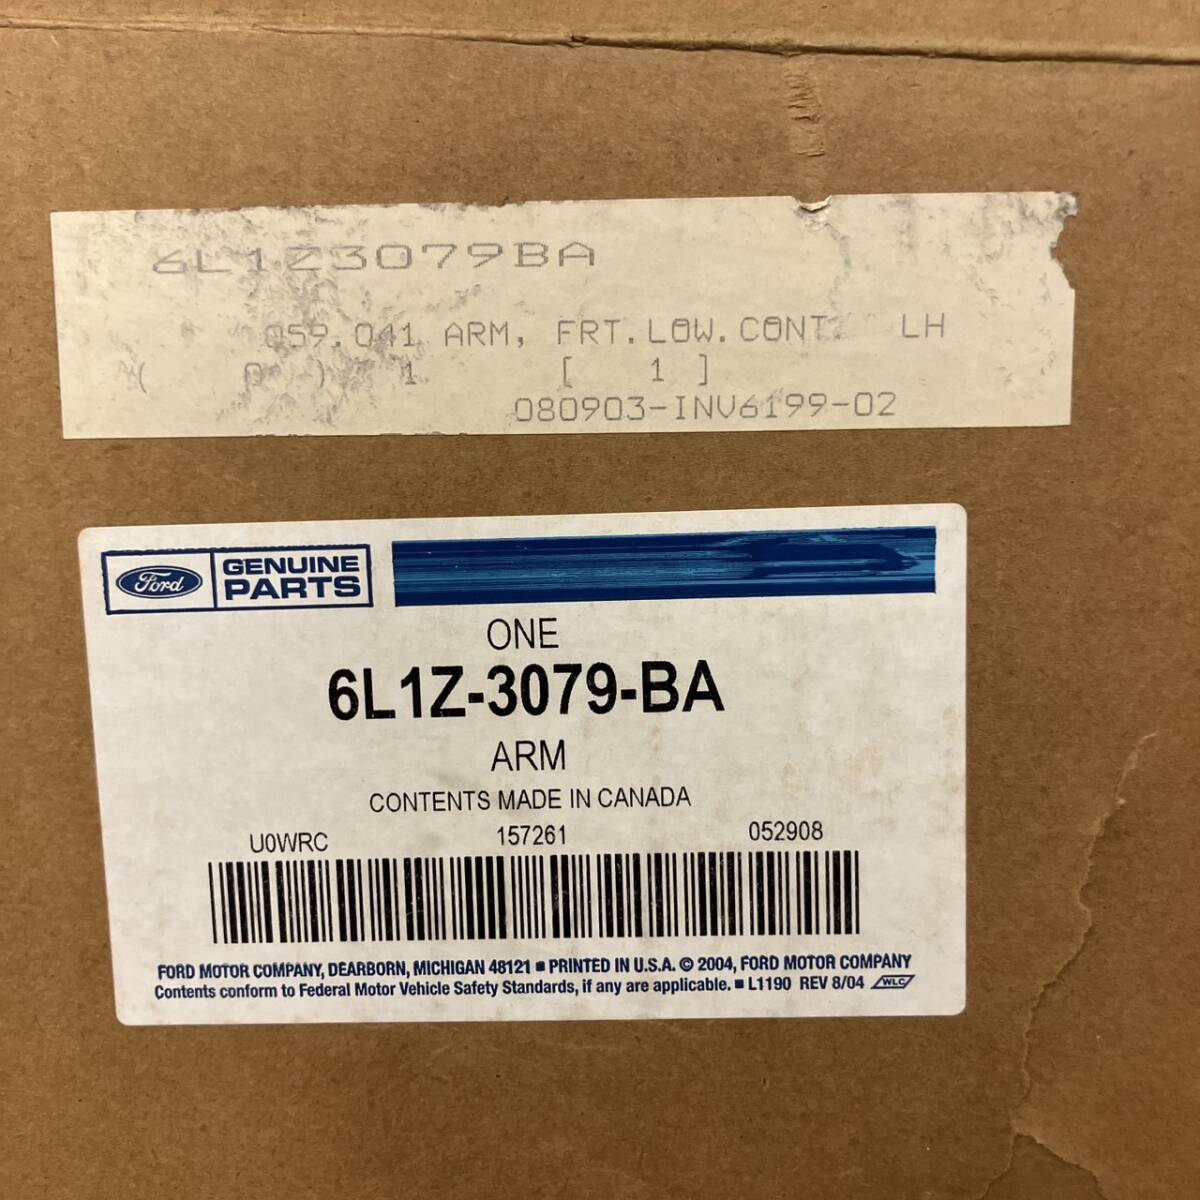 6L1Z3079BA
059.041 ARM, FRT.LOW.CONT. LH
( 0 ) 1 [ 1 ]
080903-INV6199-02
Ford GENUINE PARTS
ONE
6L1Z-3079-BA
ARM
CONTENTS MADE IN CANADA
U0WRC 157261 052908
FORD MOTOR COMPANY, DEARBORN, MICHIGAN 48121 ■ PRINTED IN U.S.A. © 2004, FORD MOTOR COMPANY
Contents conform to Federal Motor Vehicle Safety Standards, if any are applicable. ■ L1190 REV 8/04 WLC